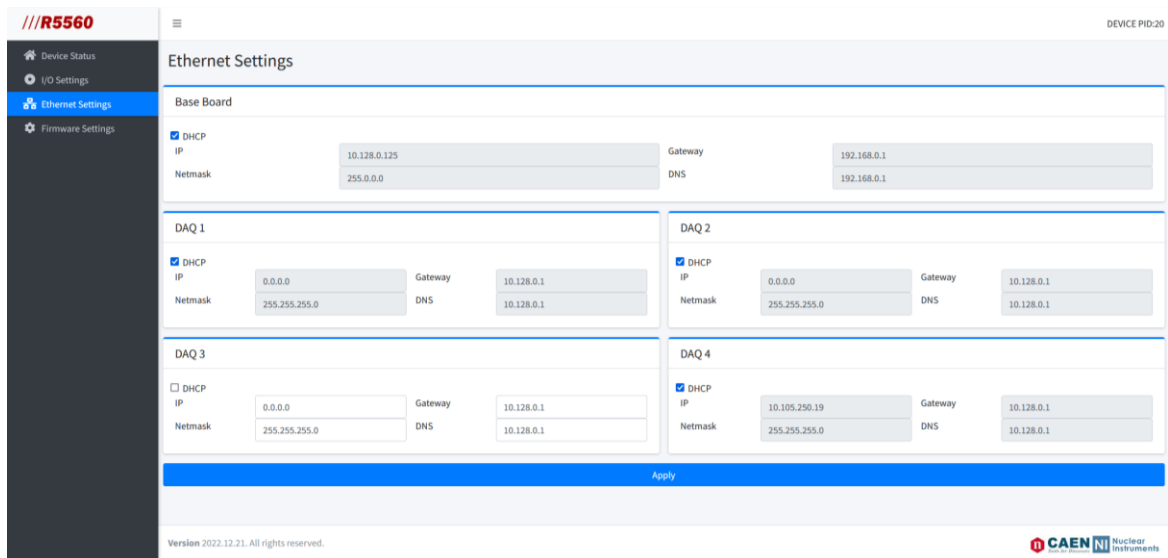 ///R5560
DEVICE PID:20
Device Status
I/O Settings
Ethernet Settings
Firmware Settings
Ethernet Settings
Base Board
DHCP
IP 10.128.0.125 Gateway 192.168.0.1
Netmask 255.0.0.0 DNS 192.168.0.1
DAQ 1
DHCP
IP 0.0.0.0 Gateway 10.128.0.1
Netmask 255.255.255.0 DNS 10.128.0.1
DAQ 2
DHCP
IP 0.0.0.0 Gateway 10.128.0.1
Netmask 255.255.255.0 DNS 10.128.0.1
DAQ 3
DHCP
IP 0.0.0.0 Gateway 10.128.0.1
Netmask 255.255.255.0 DNS 10.128.0.1
DAQ 4
DHCP
IP 10.105.250.19 Gateway 10.128.0.1
Netmask 255.255.255.0 DNS 10.128.0.1
Apply
Version 2022.12.21. All rights reserved.
CAEN
Tools for Discovery
NI Nuclear
Instruments